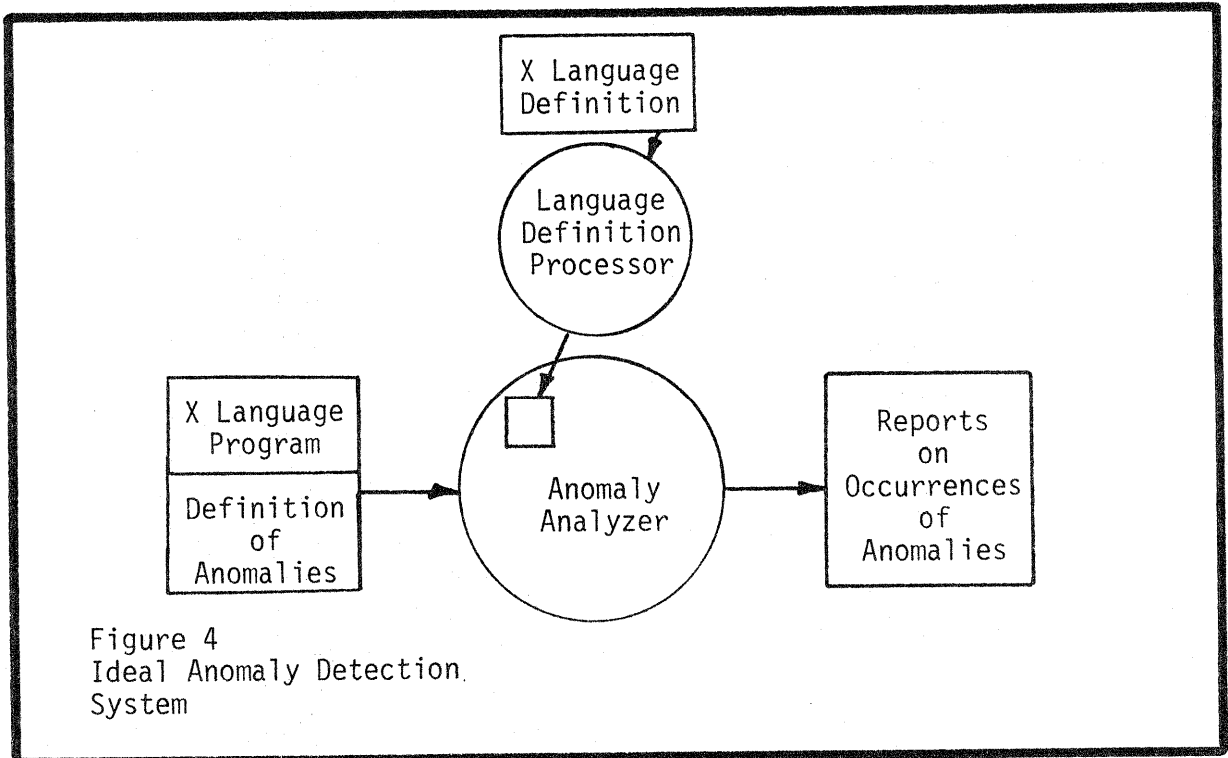 X Language
Definition
Language
Definition
Processor
X Language
Program
Definition
of
Anomalies
Anomaly
Analyzer
Reports
on
Occurrences
of
Anomalies
Figure 4
Ideal Anomaly Detection
System